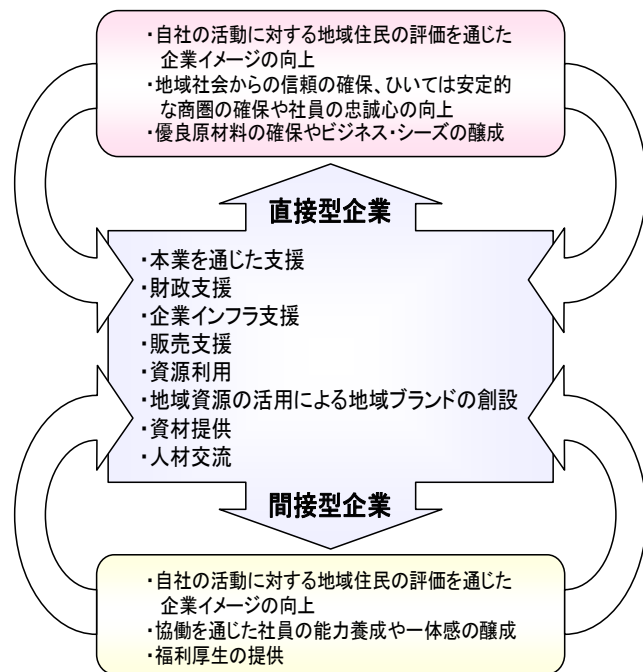 ・自社の活動に対する地域住民の評価を通じた
企業イメージの向上
・地域社会からの信頼の確保、ひいては安定的
な商圏の確保や社員の忠誠心の向上
・優良原材料の確保やビジネス・シーズの醸成
直接型企業
・本業を通じた支援
・財政支援
・企業インフラ支援
・販売支援
・資源利用
・地域資源の活用による地域ブランドの創設
・資材提供
・人材交流
間接型企業
・自社の活動に対する地域住民の評価を通じた
企業イメージの向上
・協働を通じた社員の能力養成や一体感の醸成
・福利厚生の提供